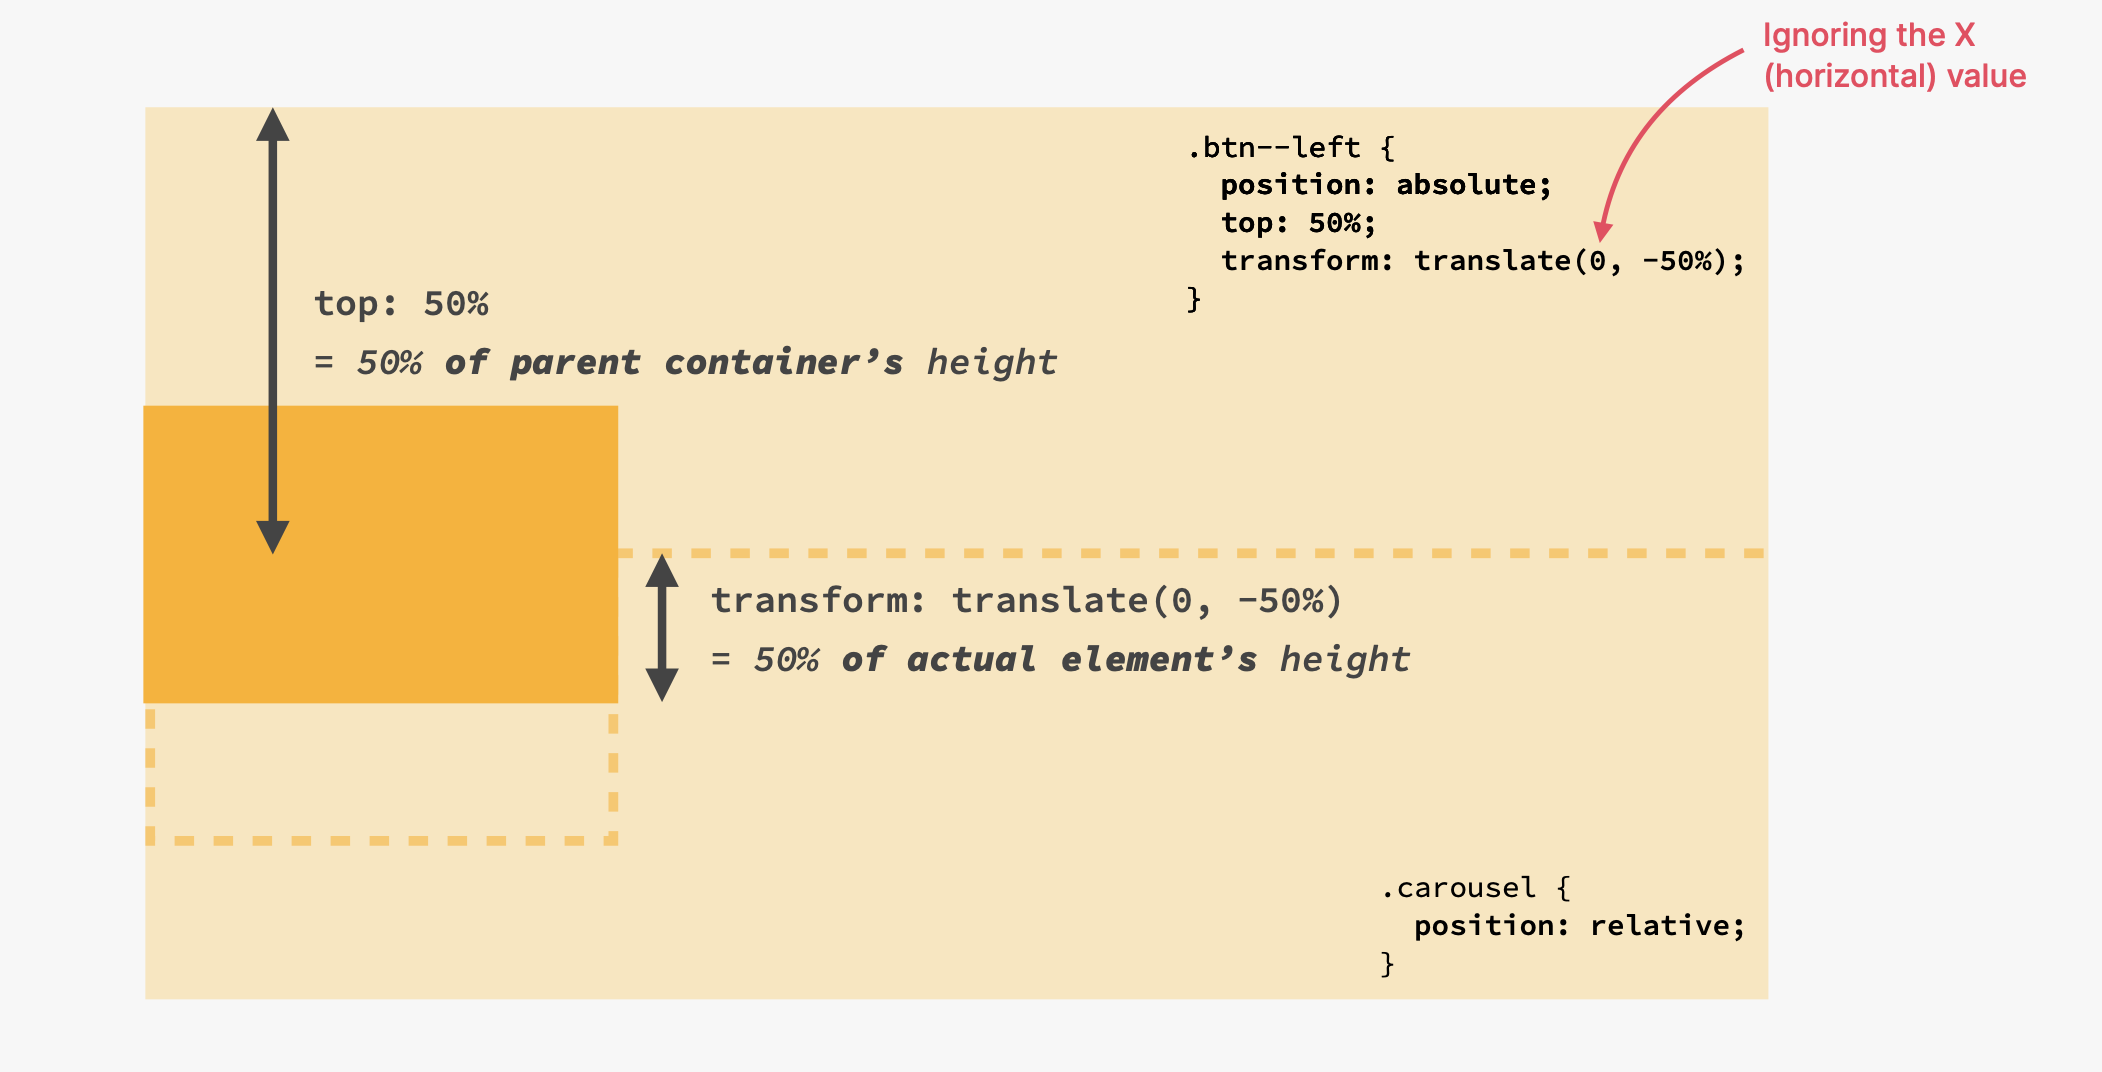 Ignoring the X
(horizontal) value
.btn--left {
  position: absolute;
  top: 50%;
  transform: translate(0, -50%);
}
top: 50%
= 50% of parent container’s height
transform: translate(0, -50%)
= 50% of actual element’s height
.carousel {
  position: relative;
}